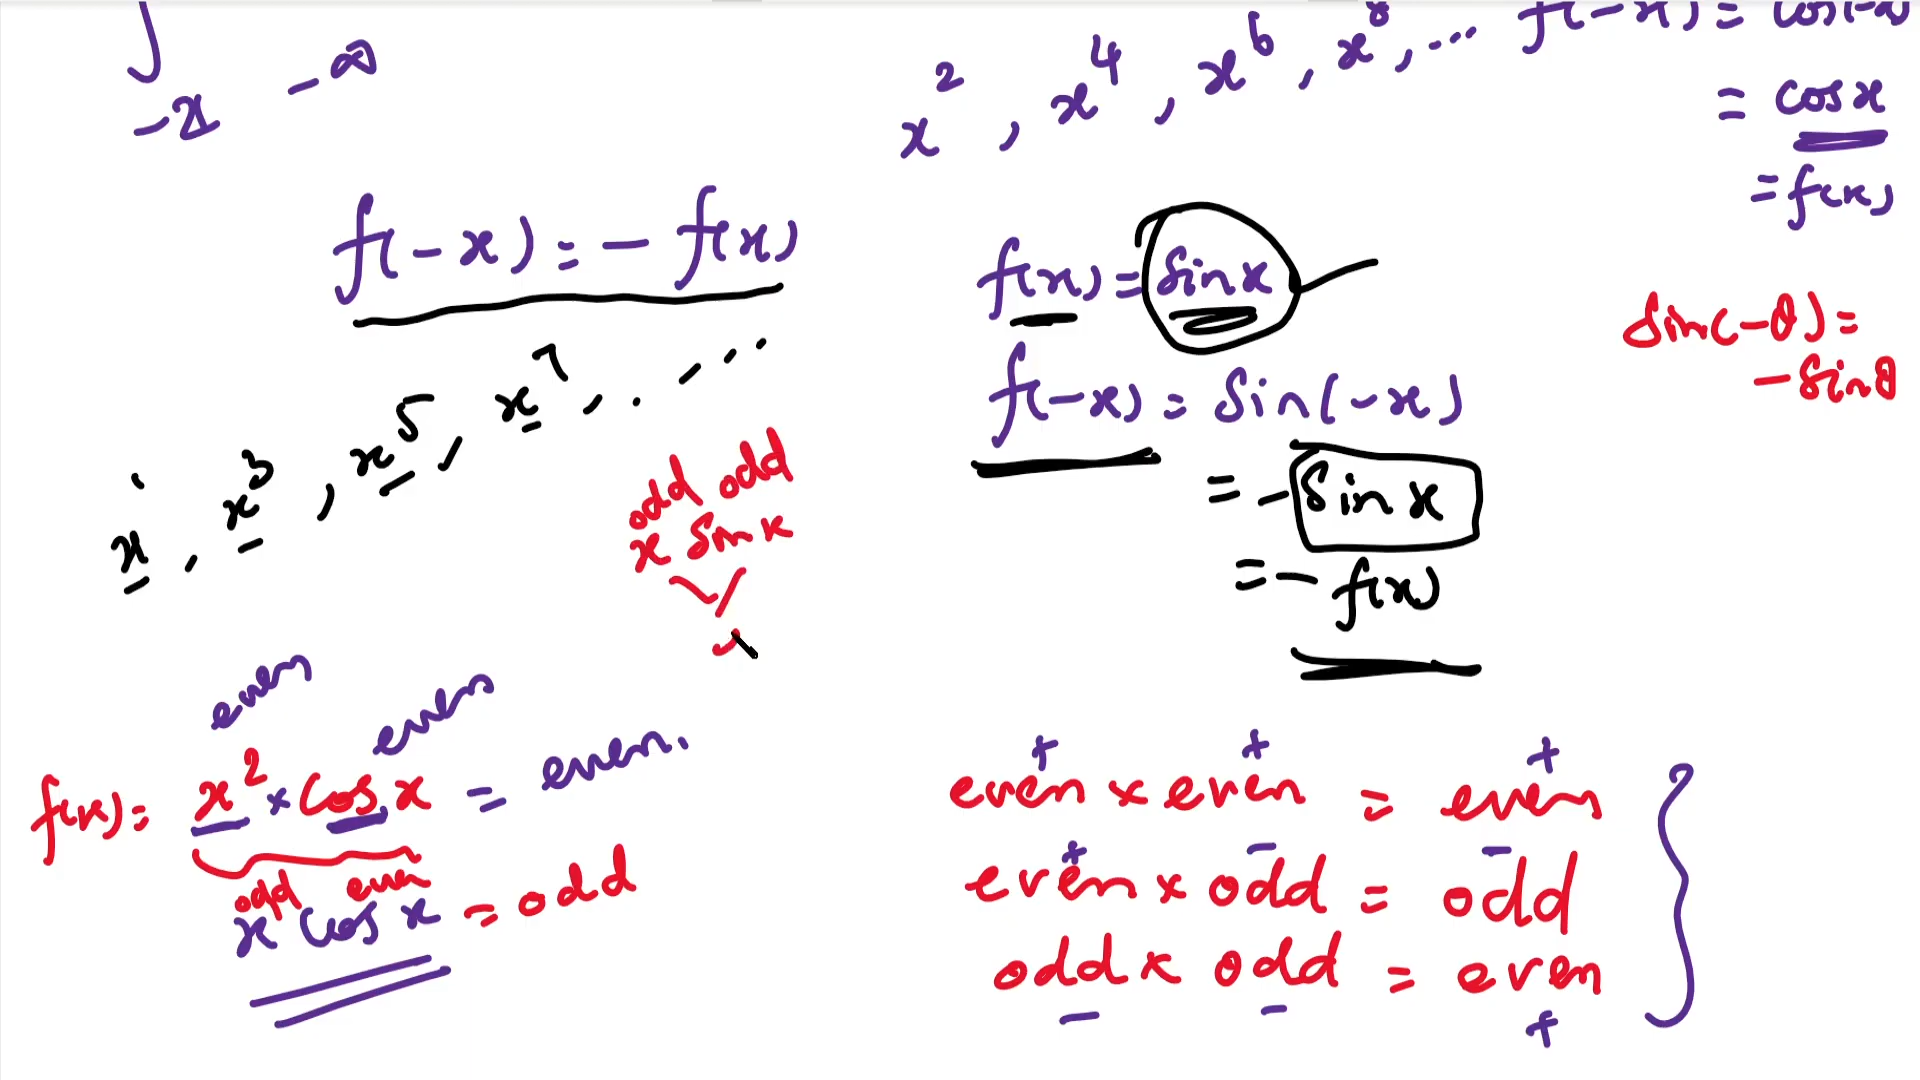 ∫
-π -∞
x², x⁴, x⁶, x⁸, ... f(-x) = cos(-x)
= cos x
= f(x)
f(-x) = - f(x)
f(x) = sin x
f(-x) = sin(-x)
= - sin x
= - f(x)
sin(-θ) =
- sin θ
x, x³, x⁵, x⁷, . ...
odd odd
x sin x
even even
f(x) = x² × cos x = even.
odd even
x cos x = odd
+ + +
even × even = even
+ - -
even × odd = odd
odd × odd = even
- - +